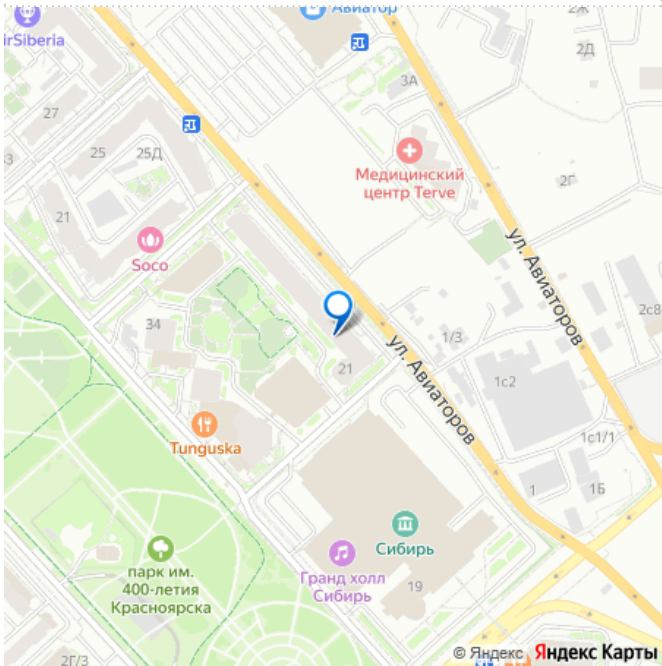 Авиатор
2Ж
irSiberia
2Д
3А
27
25
25Д
Медицинский
центр Terve
2Г
33
21
Soco
ул. Авиаторов
34
2с8
1/3
ул. Авиаторов
21
1с2
Tunguska
1с1/1
1
1Б
Сибирь
парк им.
400-летия
Красноярска
Гранд холл
Сибирь
19
2Г/3
© Яндекс Яндекс Карты